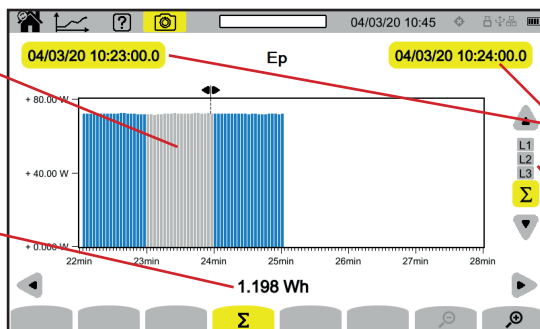 ?
04/03/20 10:45
04/03/20 10:23:00.0
Ep
04/03/20 10:24:00.0
+ 80.00 W
+ 40.00 W
+ 0.000 W
L1
L2
L3
Σ
22min 23min 24min 25min 26min 27min 28min
1.198 Wh
Σ